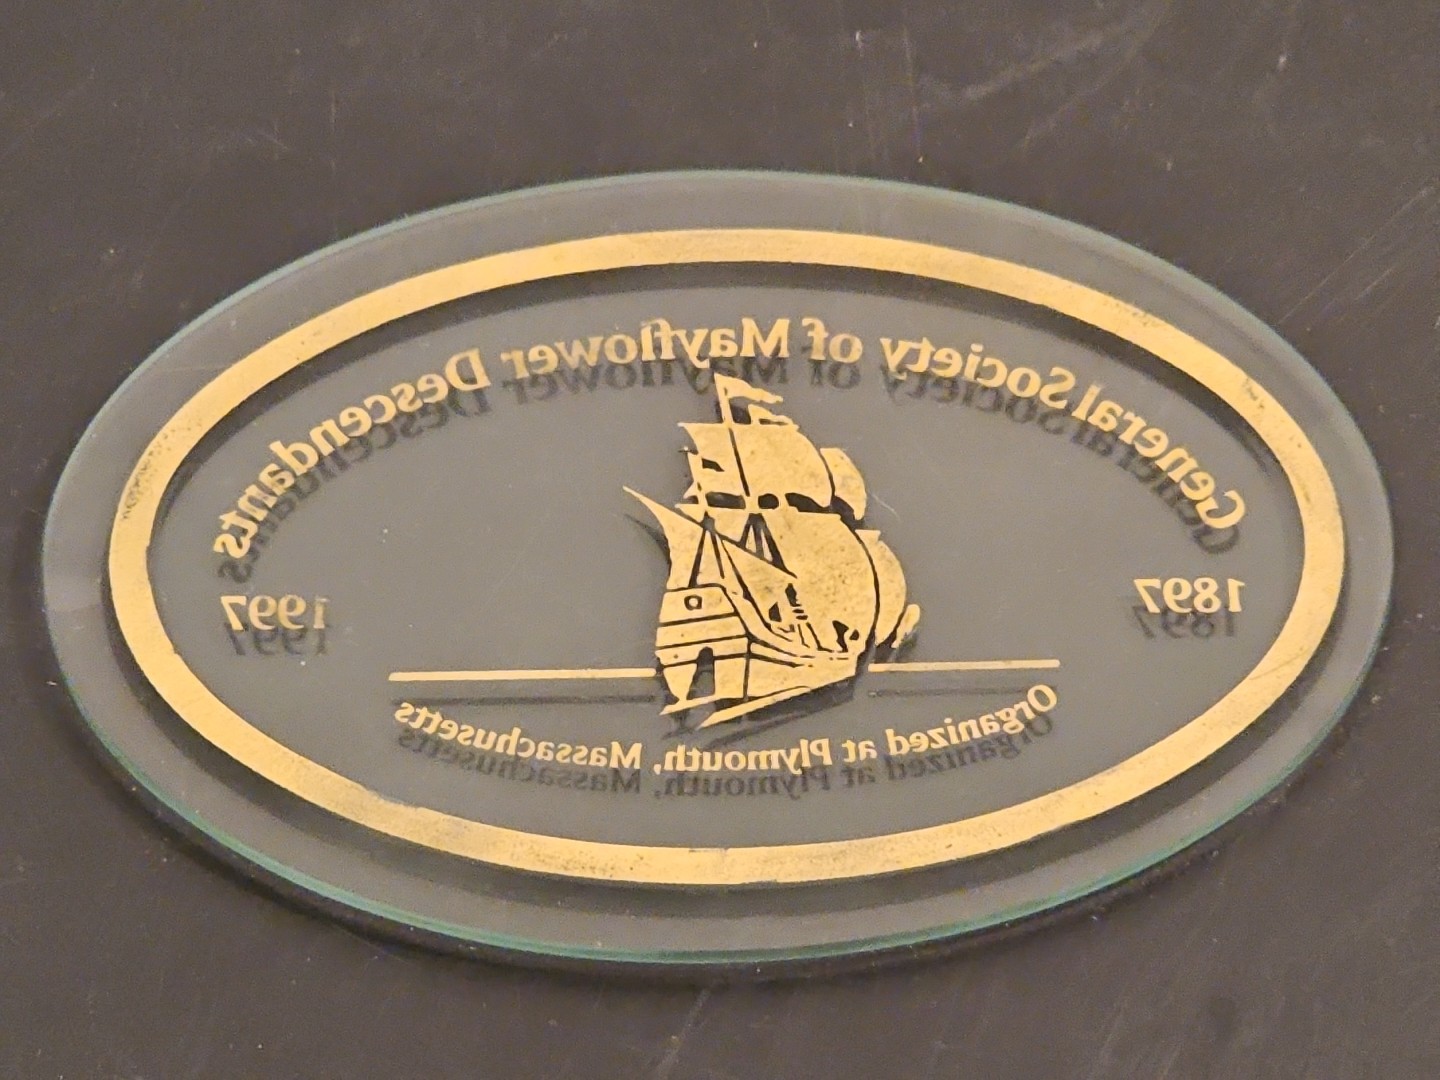 General Society of Mayflower Descendants
1897
1997
Organized at Plymouth, Massachusetts